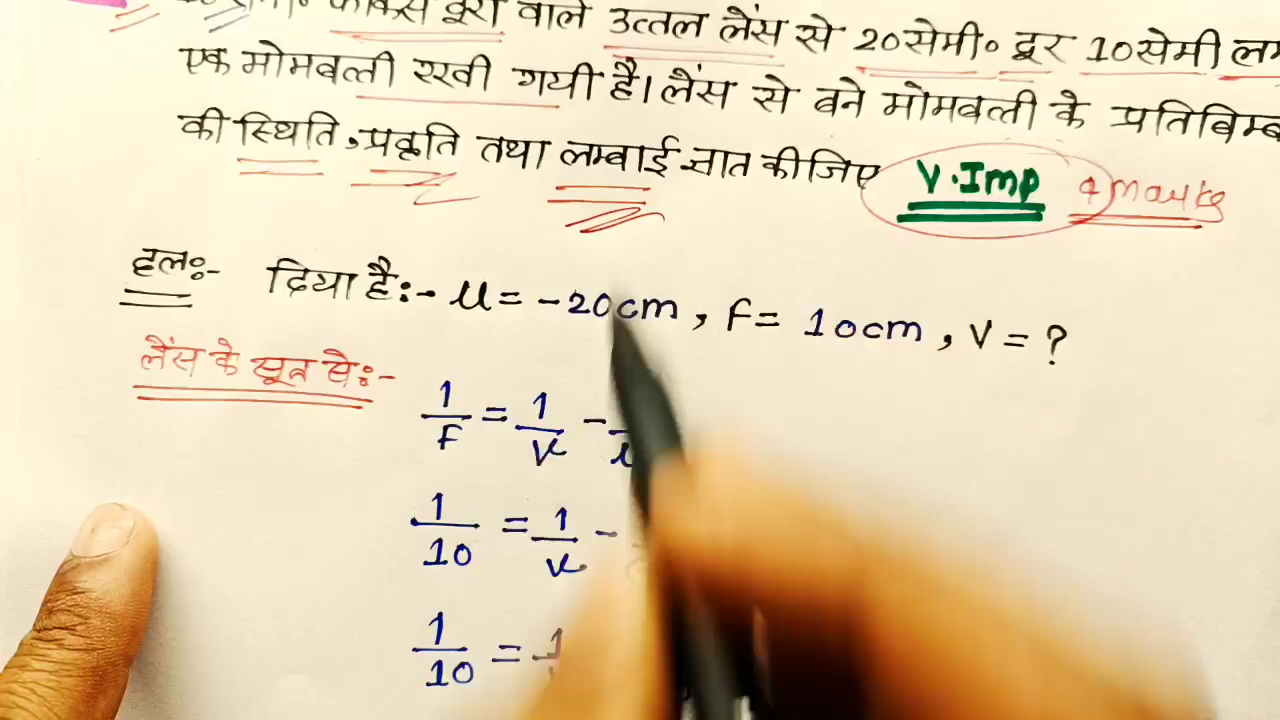 वाले उत्तल लेंस से 20सेमी० दूर 10सेमी
एक मोमबत्ती रखी गयी है। लेंस से बने मोमबत्ती के प्रतिबिम्ब
की स्थिति, प्रकृति तथा लम्बाई ज्ञात कीजिए V.Imp 4 marks
हलः- दिया है:- u = -20cm, F = 10cm, V = ?
लेंस के सूत्र से:-
1/F = 1/V -
1/10 = 1/V -
1/10 =